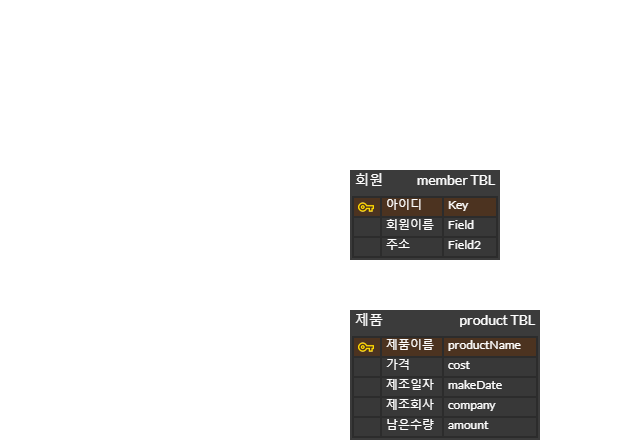 회원 member TBL
아이디 Key
회원이름 Field
주소 Field2
제품 product TBL
제품이름 productName
가격 cost
제조일자 makeDate
제조회사 company
남은수량 amount